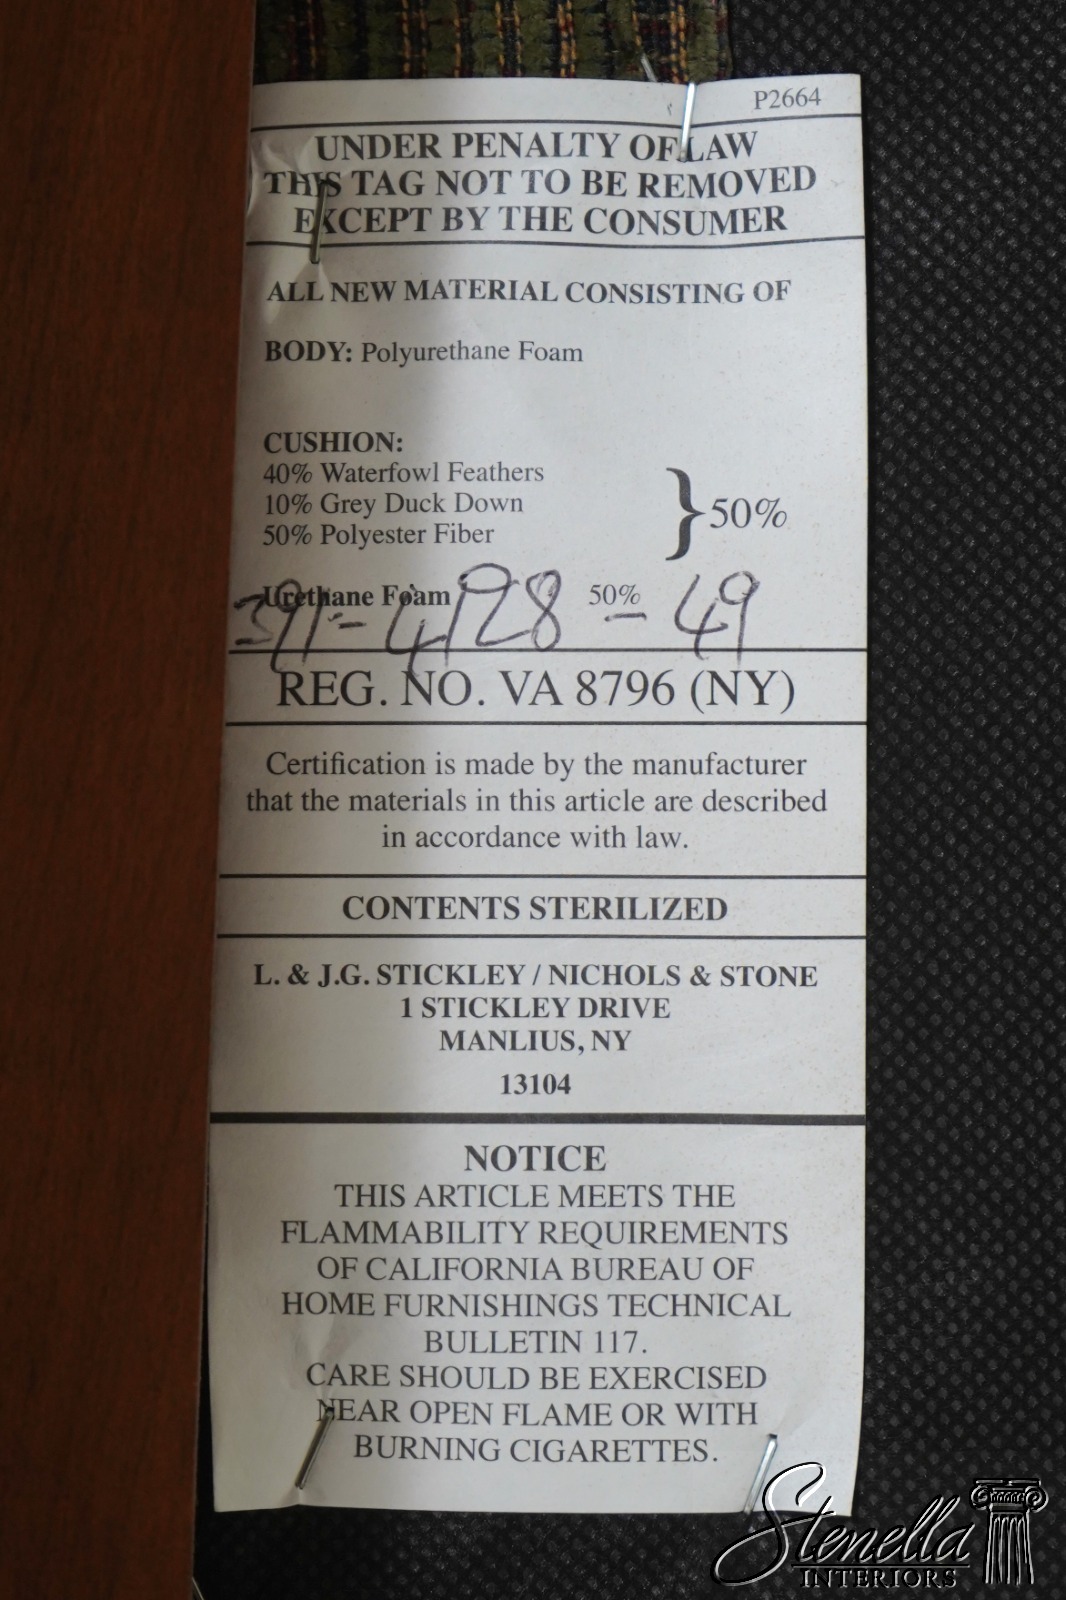 P2664
UNDER PENALTY OF LAW
THIS TAG NOT TO BE REMOVED
EXCEPT BY THE CONSUMER
ALL NEW MATERIAL CONSISTING OF
BODY: Polyurethane Foam
CUSHION:
40% Waterfowl Feathers
10% Grey Duck Down
50% Polyester Fiber
} 50%
Urethane Foam 50%
391-4928-49
REG. NO. VA 8796 (NY)
Certification is made by the manufacturer
that the materials in this article are described
in accordance with law.
CONTENTS STERILIZED
L. & J.G. STICKLEY / NICHOLS & STONE
1 STICKLEY DRIVE
MANLIUS, NY
13104
NOTICE
THIS ARTICLE MEETS THE
FLAMMABILITY REQUIREMENTS
OF CALIFORNIA BUREAU OF
HOME FURNISHINGS TECHNICAL
BULLETIN 117.
CARE SHOULD BE EXERCISED
NEAR OPEN FLAME OR WITH
BURNING CIGARETTES.
Stenella
INTERIORS